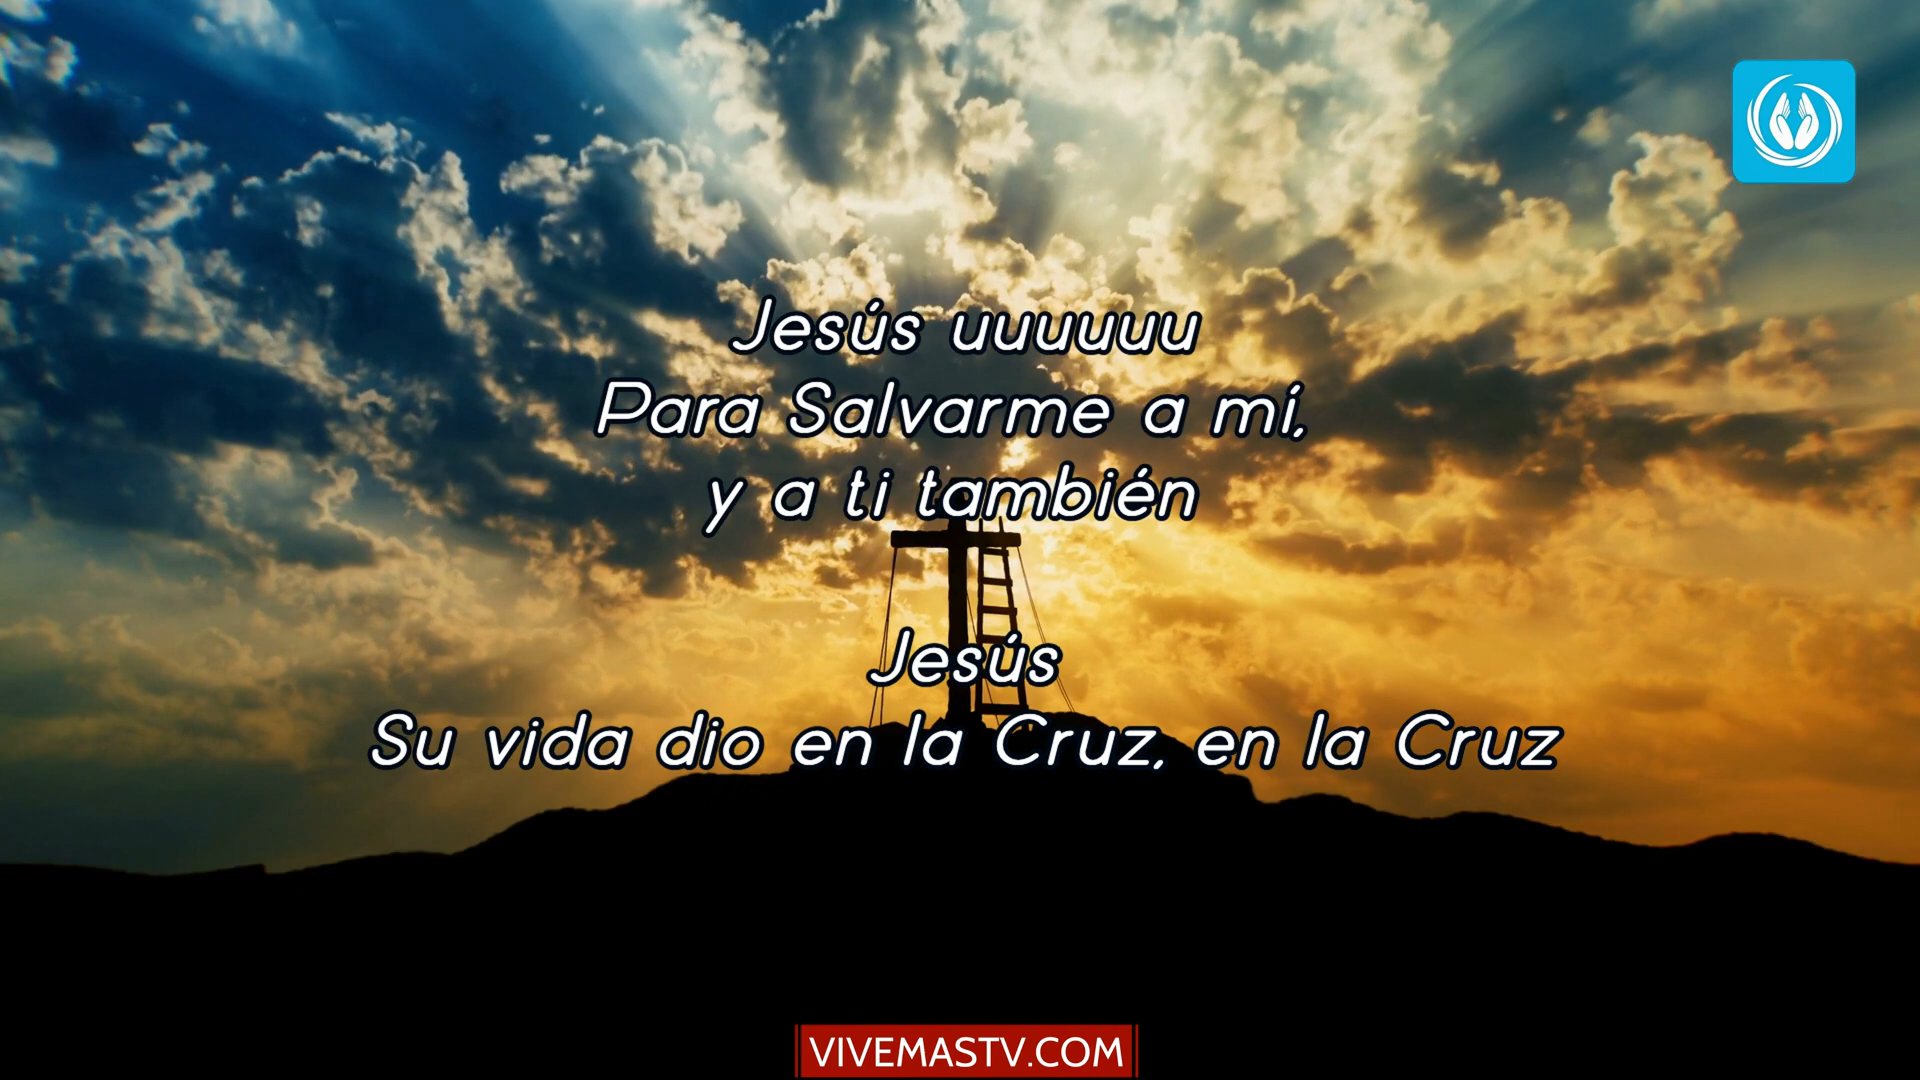 Jesús uuuuuu
Para Salvarme a mí,
y a ti también
Jesús
Su vida dio en la Cruz, en la Cruz
VIVEMASTV.COM